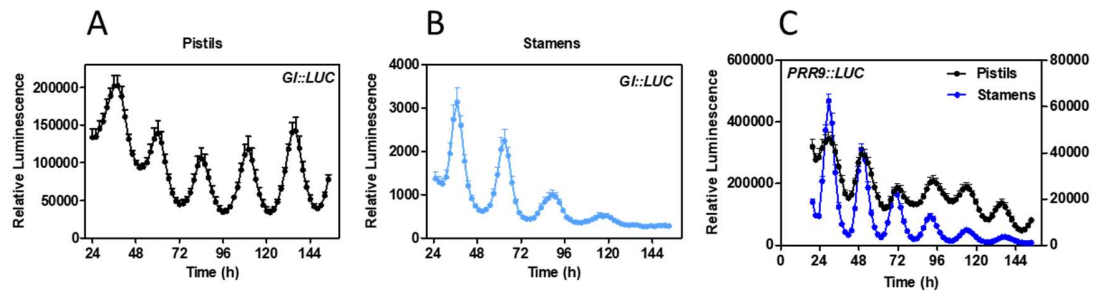 A
Pistils
GI::LUC
Relative Luminescence
200000
150000
100000
50000
0
24 48 72 96 120 144
Time (h)
B
Stamens
GI::LUC
Relative Luminescence
4000
3000
2000
1000
0
24 48 72 96 120 144
Time (h)
C
PRR9::LUC
Pistils
Stamens
Relative Luminescence
600000
400000
200000
0
80000
60000
40000
20000
0
0 24 48 72 96 120 144
Time (h)